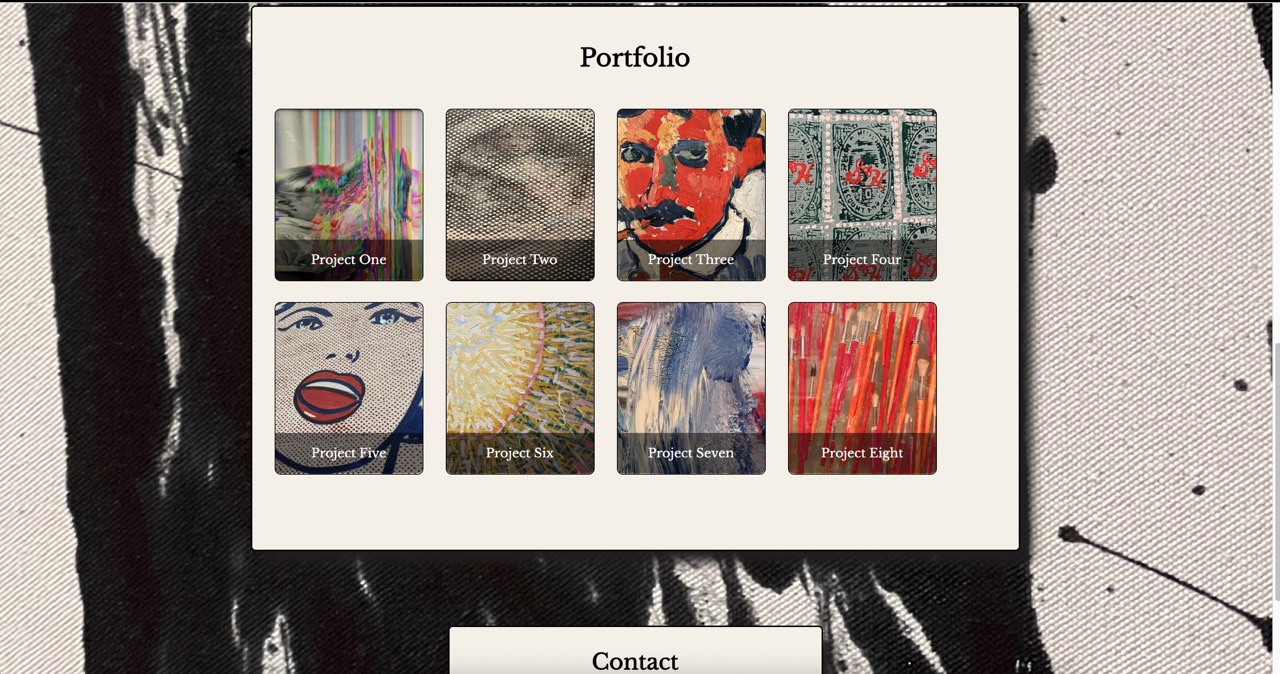 Portfolio
Project One
Project Two
Project Three
Project Four
Project Five
Project Six
Project Seven
Project Eight
Contact